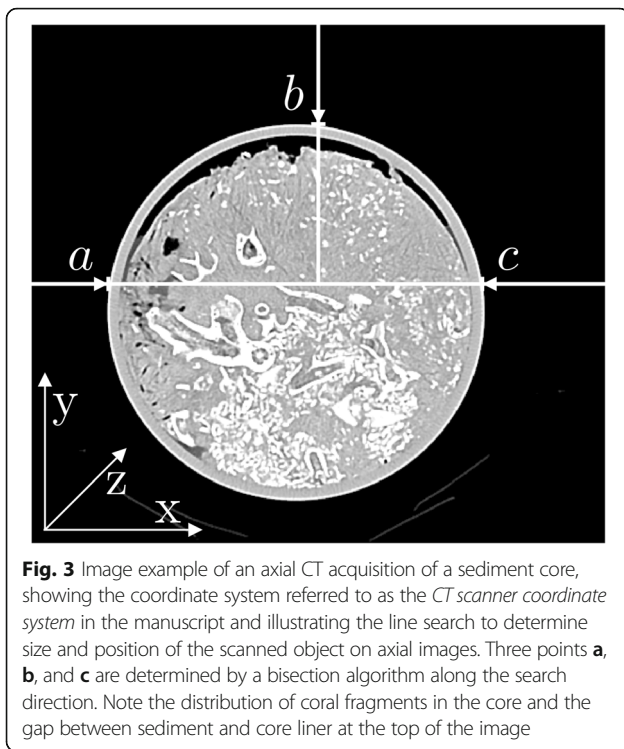 b
a
c
y
z
x
Fig. 3 Image example of an axial CT acquisition of a sediment core,
showing the coordinate system referred to as the CT scanner coordinate
system in the manuscript and illustrating the line search to determine
size and position of the scanned object on axial images. Three points a,
b, and c are determined by a bisection algorithm along the search
direction. Note the distribution of coral fragments in the core and the
gap between sediment and core liner at the top of the image